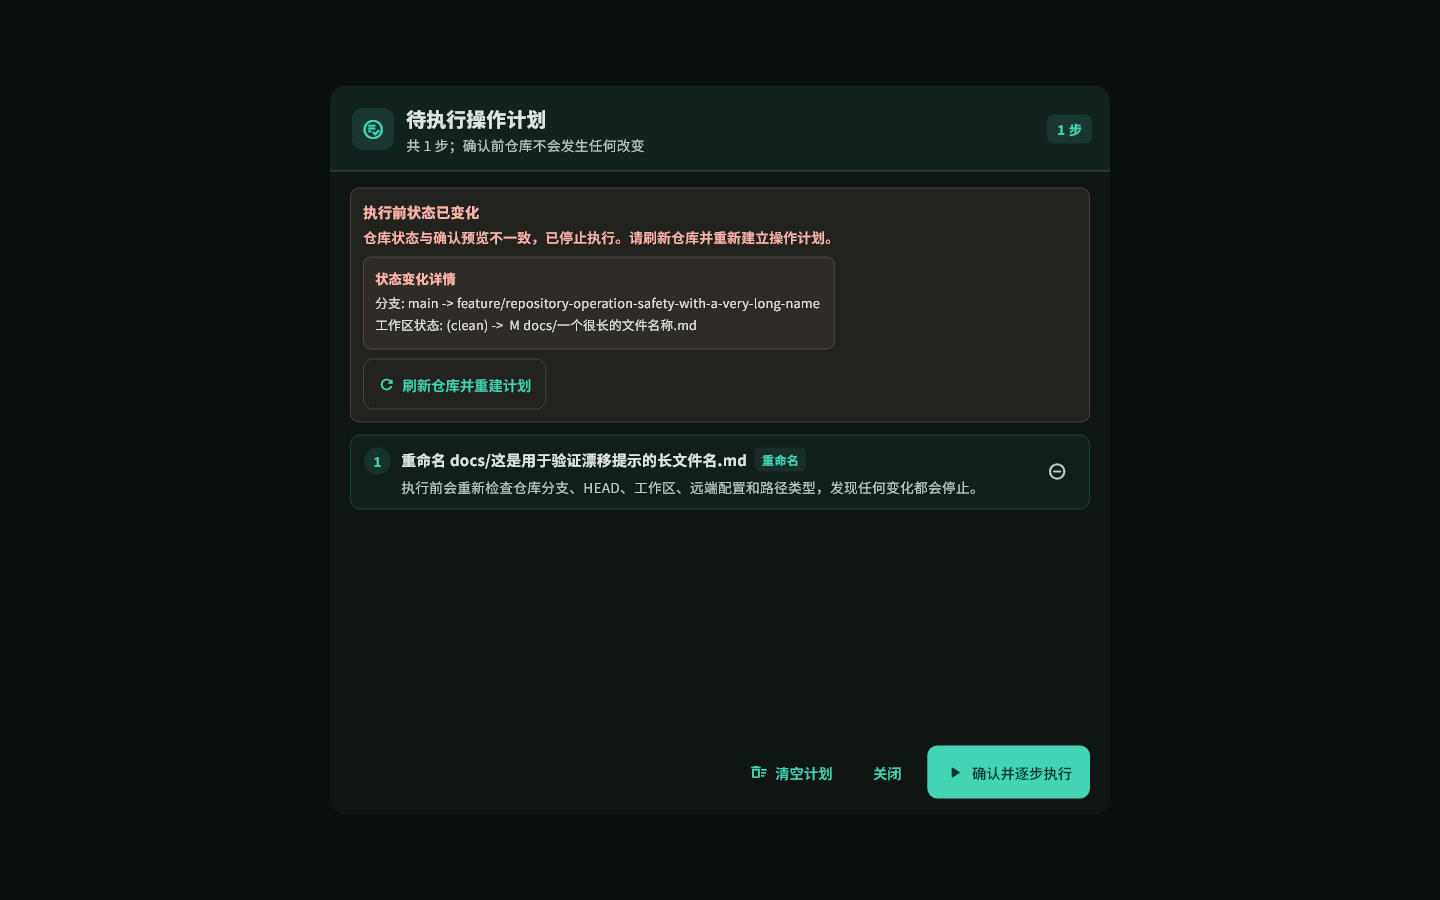 待执行操作计划
共 1 步；确认前仓库不会发生任何改变
1 步
执行前状态已变化
仓库状态与确认预览不一致，已停止执行。请刷新仓库并重新建立操作计划。
状态变化详情
分支: main -> feature/repository-operation-safety-with-a-very-long-name
工作区状态: (clean) ->  M docs/一个很长的文件名称.md
刷新仓库并重建计划
1
重命名 docs/这是用于验证漂移提示的长文件名.md 重命名
执行前会重新检查仓库分支、HEAD、工作区、远端配置和路径类型，发现任何变化都会停止。
清空计划 关闭 确认并逐步执行